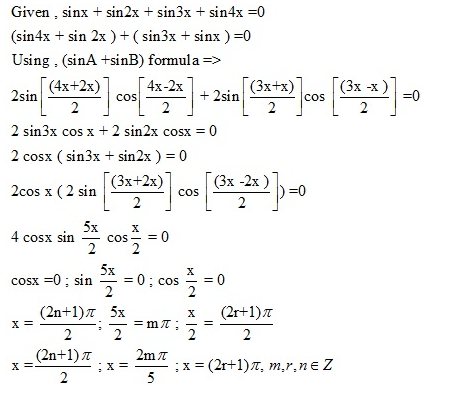 Given , sinx + sin2x + sin3x + sin4x =0
(sin4x + sin 2x ) + ( sin3x + sinx ) =0
Using , (sinA +sinB) formula =>
2sin[(4x+2x)/2] cos[4x-2x/2] + 2sin[(3x+x)/2]cos [(3x -x )/2] =0
2 sin3x cos x + 2 sin2x cosx = 0
2 cosx ( sin3x + sin2x ) = 0
2cos x ( 2 sin [(3x+2x)/2] cos [(3x -2x )/2]) =0
4 cosx sin 5x/2 cos x/2 = 0
cosx =0 ; sin 5x/2 = 0 ; cos x/2 = 0
x = (2n+1)π/2 ; 5x/2 = mπ ; x/2 = (2r+1)π/2
x = (2n+1) π/2 ; x = 2mπ/5 ; x = (2r+1)π, m,r,n∈ Z